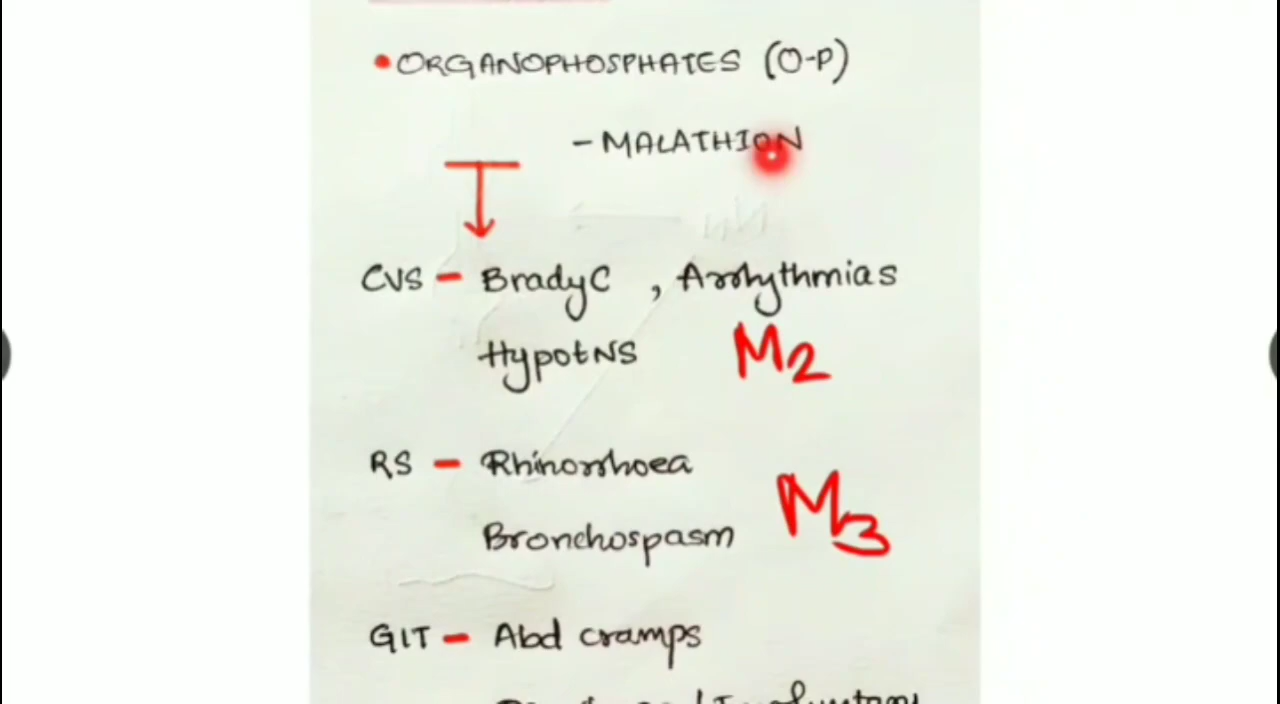 • ORGANOPHOSPHATES (O-P)
- MALATHION
CVS - BradyC , Arrhythmias
HypotNS M2
RS - Rhinorrhoea
Bronchospasm M3
GIT - Abd cramps